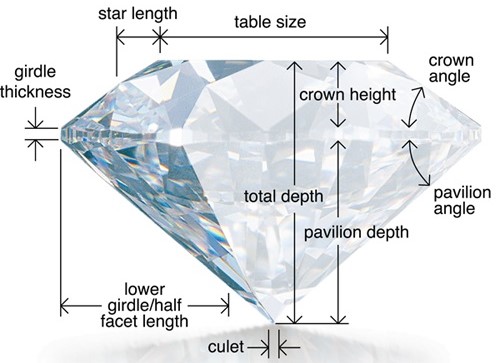 star length
table size
girdle
thickness
crown
angle
crown height
total depth
pavilion depth
pavilion
angle
lower
girdle/half
facet length
culet